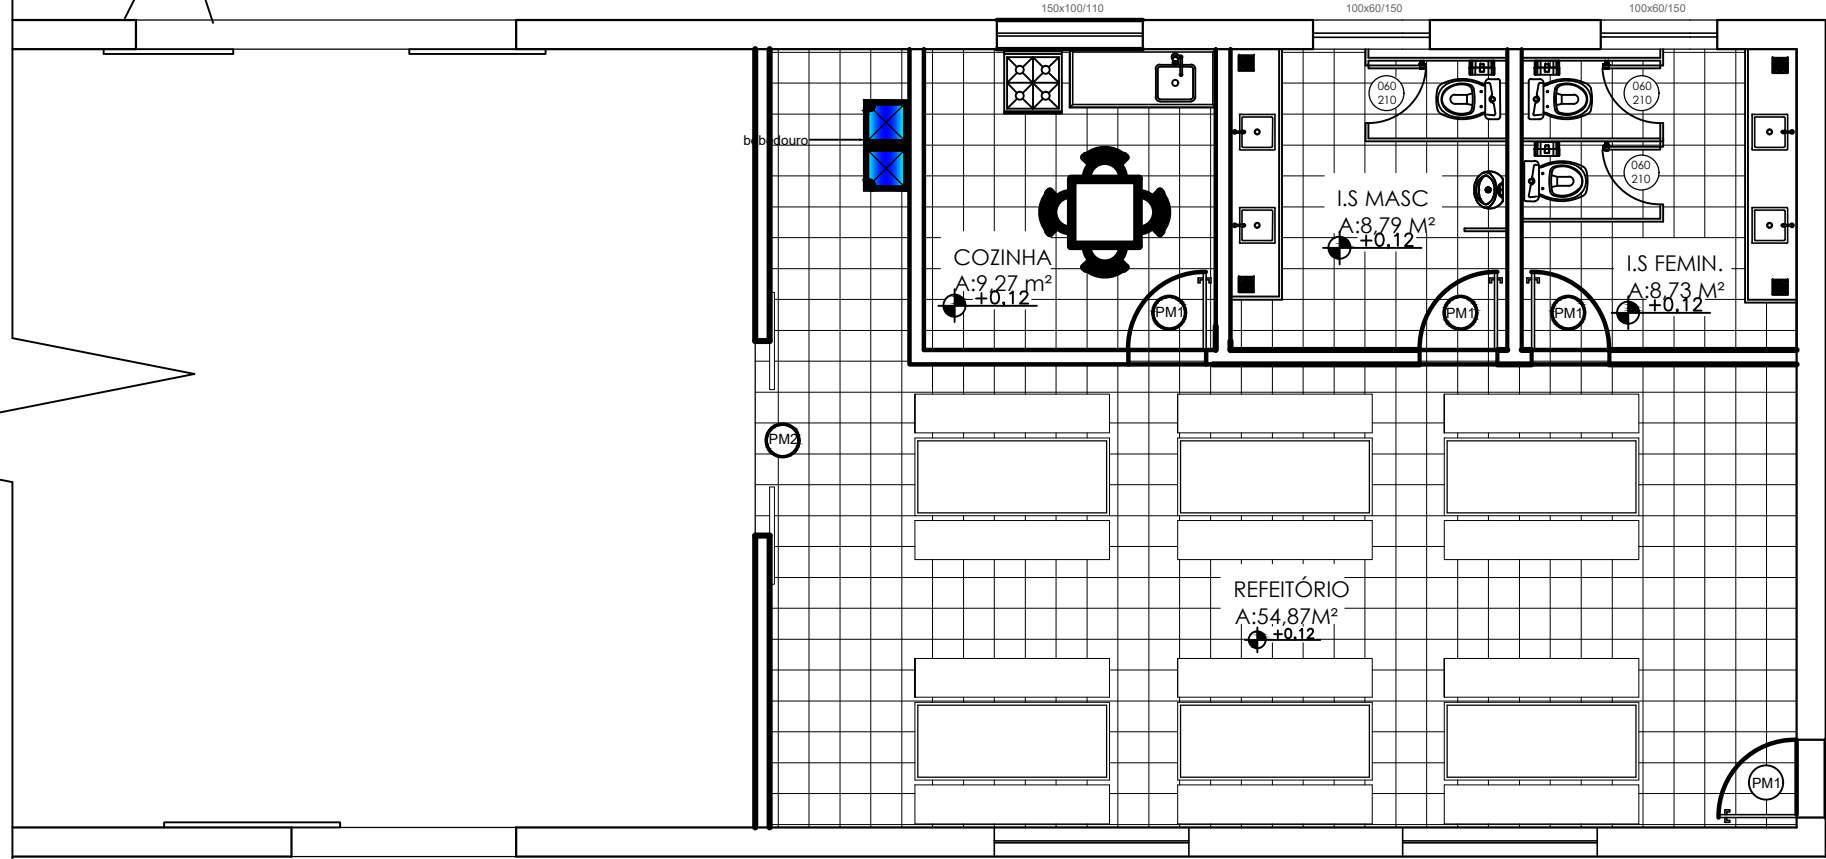 150x100/110
100x60/150
100x60/150
060
210
060
210
bebedouro
060
210
I.S MASC
A:8,79 M²
+0.12
COZINHA
A:9,27 m²
+0.12
I.S FEMIN.
A:8,73 M²
+0.12
PM1
PM1
PM1
PM2
REFEITÓRIO
A:54,87M²
+0.12
PM1